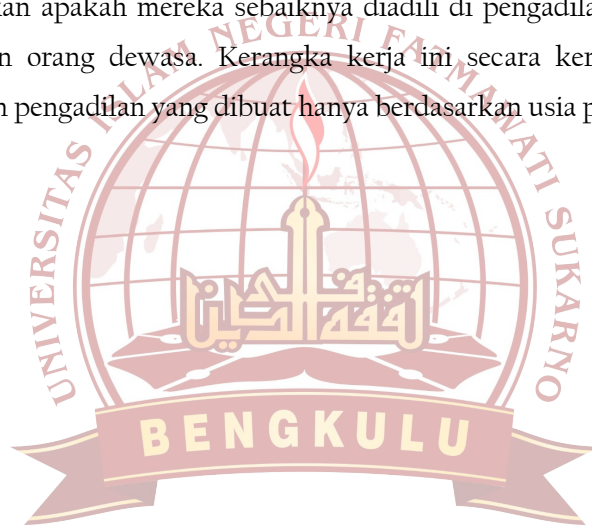 kan apakah mereka sebaiknya diadili di pengadila
n orang dewasa. Kerangka kerja ini secara ker
n pengadilan yang dibuat hanya berdasarkan usia p
UNIVERSITAS ISLAM NEGERI FATMAWATI SUKARNO
BENGKULU